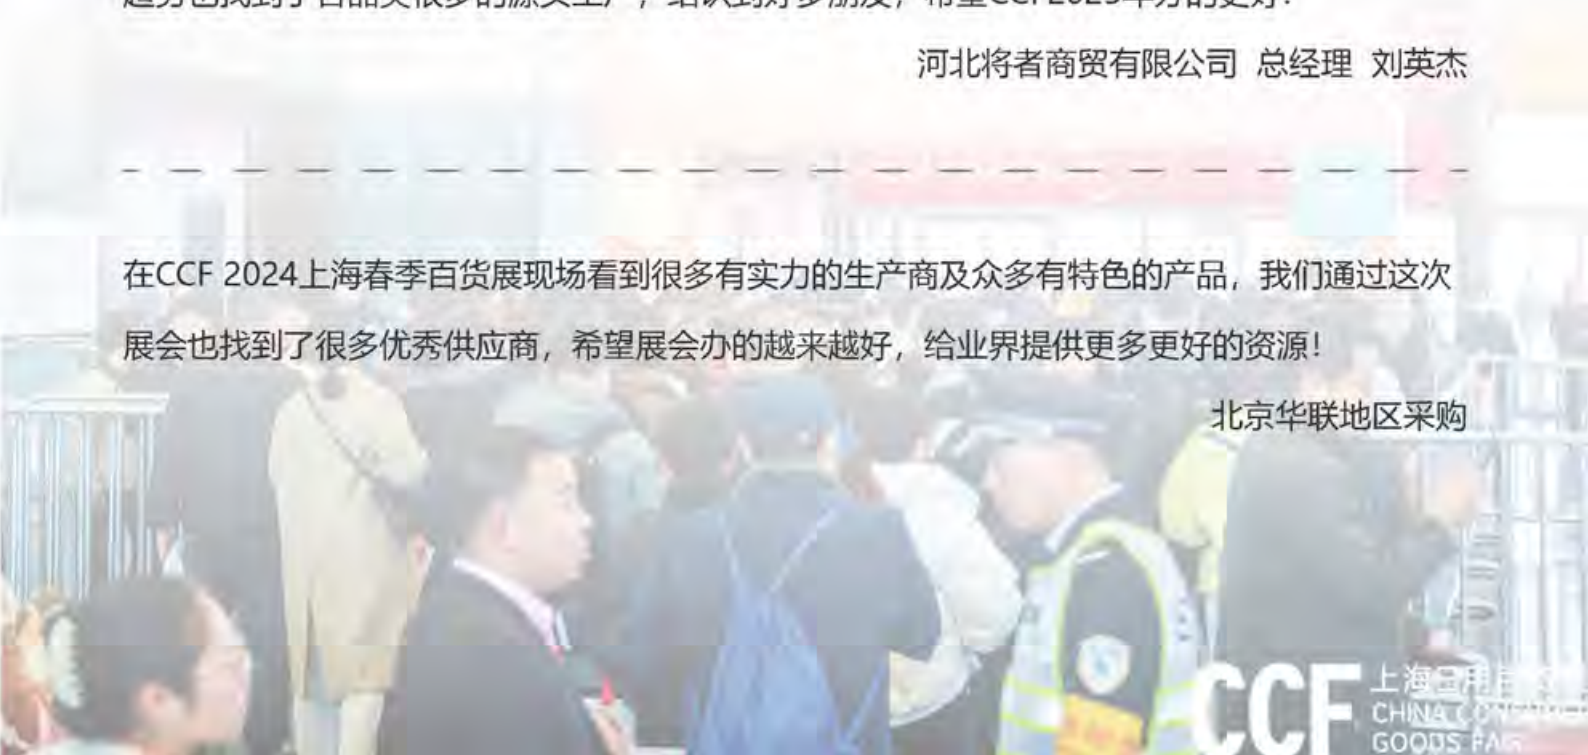 河北将者商贸有限公司 总经理 刘英杰
在CCF 2024上海春季百货展现场看到很多有实力的生产商及众多有特色的产品，我们通过这次
展会也找到了很多优秀供应商，希望展会办的越来越好，给业界提供更多更好的资源！
北京华联地区采购
CCF
上海
CHINA
GOODS FAIR